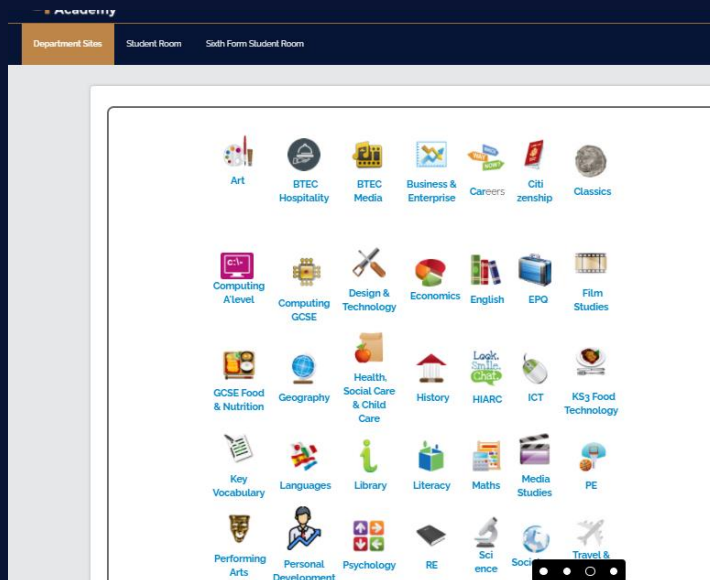 Academy
Department Sites Student Room Sixth Form Student Room
Art
BTEC
Hospitality
BTEC
Media
Business &
Enterprise
Careers
Citi
zenship
Classics
C:\-
Computing
A'level
Computing
GCSE
Design &
Technology
Economics
English
EPQ
Film
Studies
GCSE Food
& Nutrition
Geography
Health,
Social Care
& Child
Care
History
Look.
Smile.
Chat.
HIARC
ICT
KS3 Food
Technology
Key
Vocabulary
Languages
Library
Literacy
Maths
Media
Studies
PE
Performing
Arts
Personal
Development
Psychology
RE
Sci
ence
Travel &